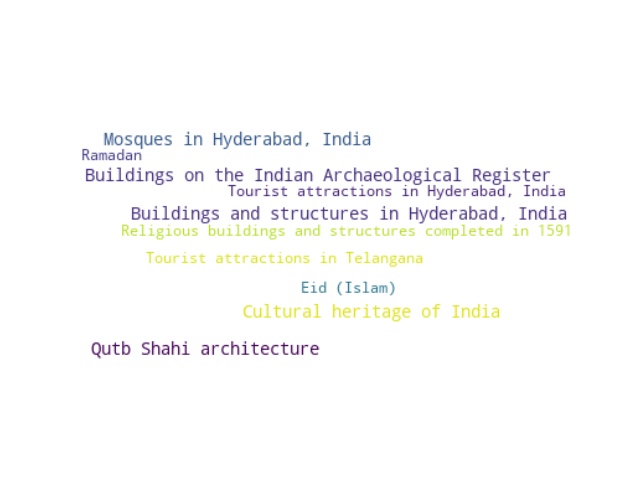 Mosques in Hyderabad, India
Ramadan
Buildings on the Indian Archaeological Register
Tourist attractions in Hyderabad, India
Buildings and structures in Hyderabad, India
Religious buildings and structures completed in 1591
Tourist attractions in Telangana
Eid (Islam)
Cultural heritage of India
Qutb Shahi architecture